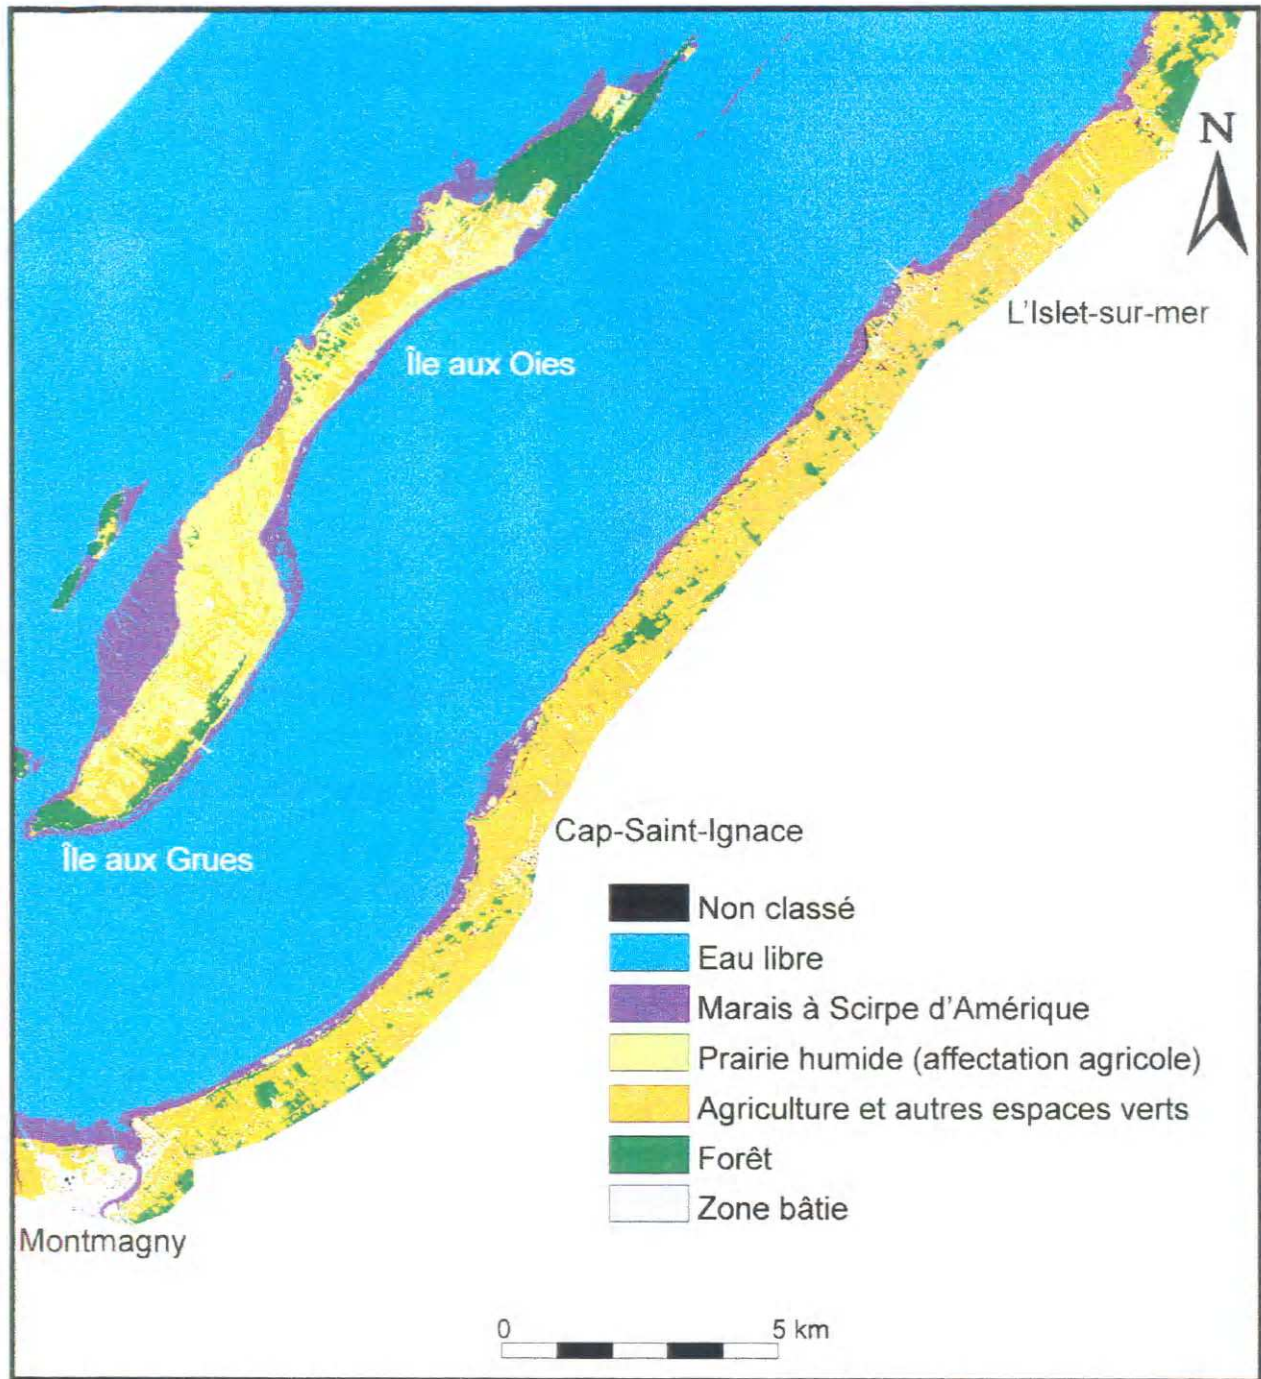 N
L'Islet-sur-mer
Île aux Oies
Cap-Saint-Ignace
Île aux Grues
Non classé
Eau libre
Marais à Scirpe d'Amérique
Prairie humide (affectation agricole)
Agriculture et autres espaces verts
Forêt
Zone bâtie
Montmagny
0 5 km